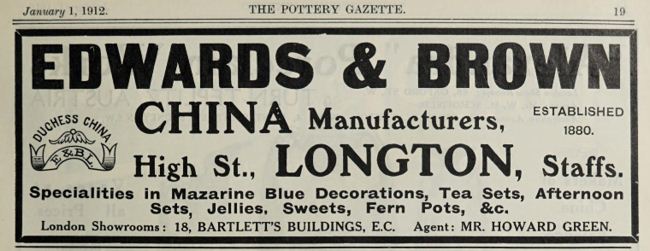 January 1, 1912. THE POTTERY GAZETTE. 19
EDWARDS & BROWN
CHINA Manufacturers,
ESTABLISHED
1880.
DUCHESS CHINA
E & B L.
High St., LONGTON, Staffs.
Specialities in Mazarine Blue Decorations, Tea Sets, Afternoon
Sets, Jellies, Sweets, Fern Pots, &c.
London Showrooms: 18, BARTLETT'S BUILDINGS, E.C. Agent: MR. HOWARD GREEN.